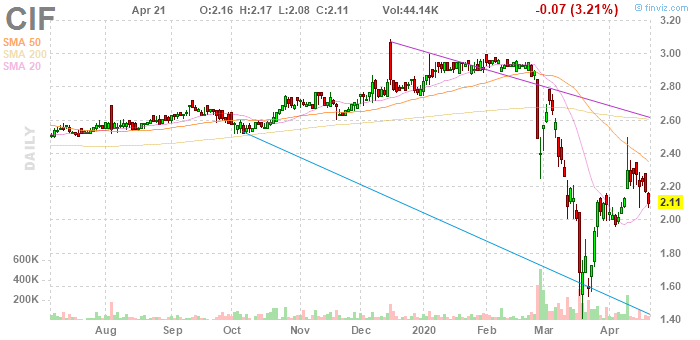 CIF Apr 21 O:2.16 H:2.17 L:2.08 C:2.11 Vol:44.14K -0.07 (3.21%) © finviz.com
SMA 50
SMA 200
SMA 20
DAILY
3.20
3.00
2.80
2.60
2.40
2.20
2.11
2.00
1.80
1.60
1.40
600K
400K
200K
Aug Sep Oct Nov Dec 2020 Feb Mar Apr